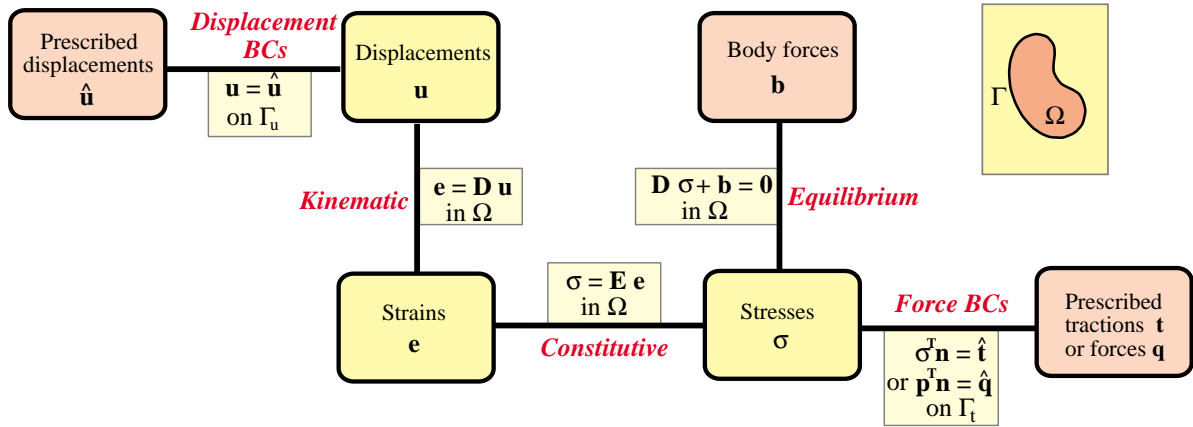 Prescribed
displacements
û
Displacement
BCs
u = û
on Γu
Displacements
u
Body forces
b
Γ
Ω
Kinematic
e = D u
in Ω
D σ + b = 0
in Ω
Equilibrium
Strains
e
σ = E e
in Ω
Constitutive
Stresses
σ
Force BCs
σᵀn = t̂
or pᵀn = q̂
on Γt
Prescribed
tractions t
or forces q